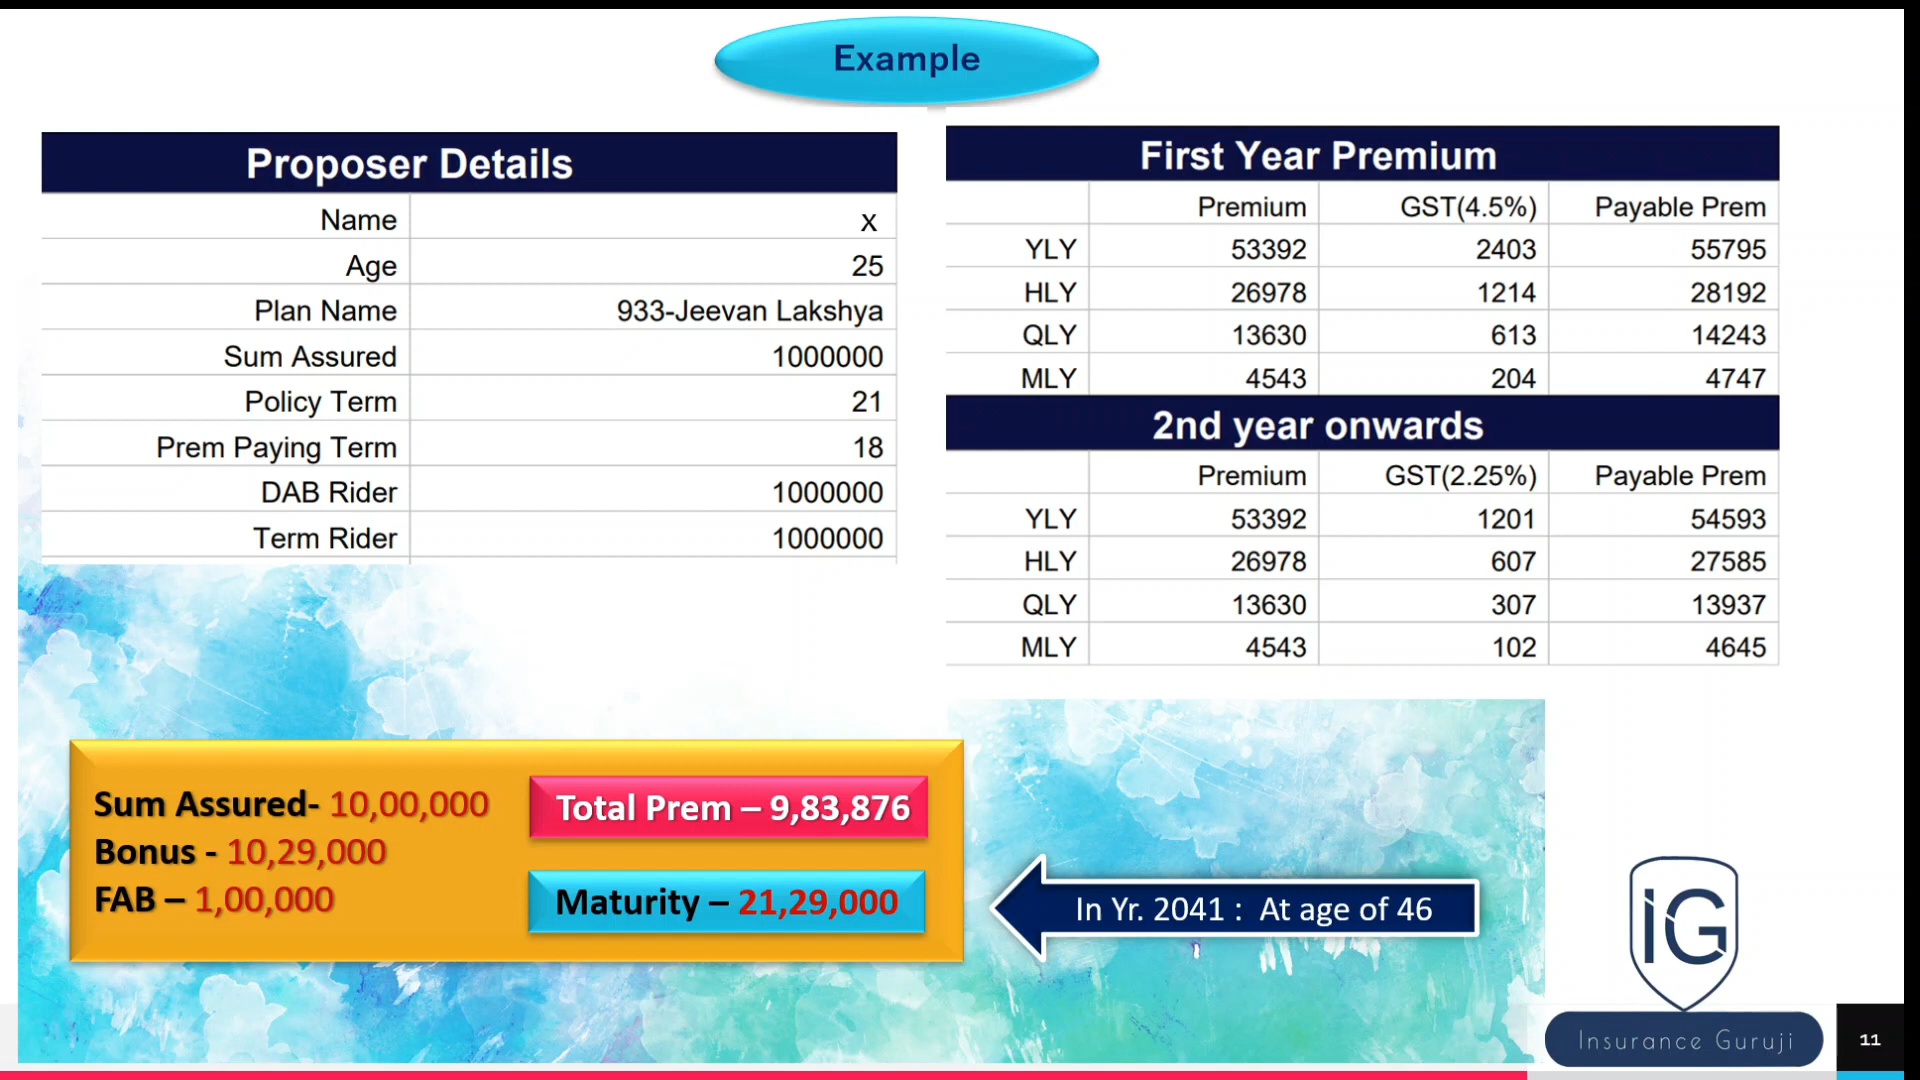 Example
Proposer Details
Name x
Age 25
Plan Name 933-Jeevan Lakshya
Sum Assured 1000000
Policy Term 21
Prem Paying Term 18
DAB Rider 1000000
Term Rider 1000000
First Year Premium
Premium GST(4.5%) Payable Prem
YLY 53392 2403 55795
HLY 26978 1214 28192
QLY 13630 613 14243
MLY 4543 204 4747
2nd year onwards
Premium GST(2.25%) Payable Prem
YLY 53392 1201 54593
HLY 26978 607 27585
QLY 13630 307 13937
MLY 4543 102 4645
Sum Assured- 10,00,000
Bonus - 10,29,000
FAB – 1,00,000
Total Prem – 9,83,876
Maturity – 21,29,000
In Yr. 2041 : At age of 46
IG
Insurance Guruji
11